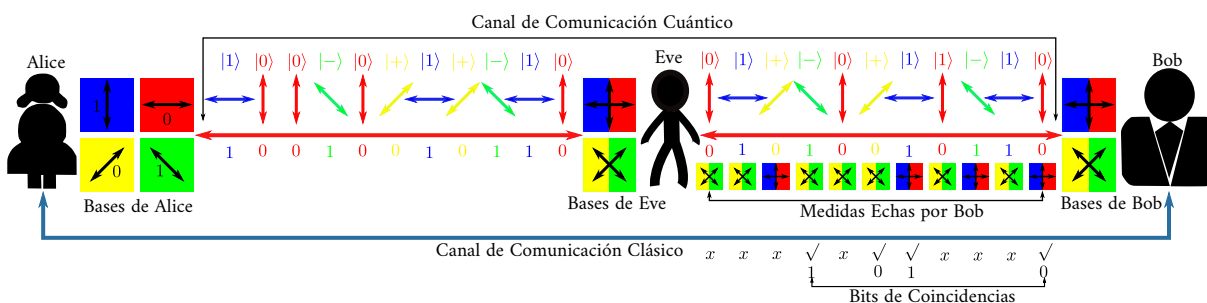 Canal de Comunicación Cuántico
Alice
|1⟩ |0⟩ |0⟩ |−⟩ |0⟩ |+⟩ |1⟩ |+⟩ |−⟩ |1⟩ |0⟩
Eve
|0⟩ |1⟩ |+⟩ |−⟩ |0⟩ |+⟩ |1⟩ |1⟩ |−⟩ |1⟩ |0⟩
Bob
1
0
0
1
1 0 0 1 0 0 1 0 1 1 0
0 1 0 1 0 0 1 0 1 1 0
Bases de Alice
Bases de Eve
Medidas Echas por Bob
Bases de Bob
Canal de Comunicación Clásico
x x x √ x √ √ x x x √
1 0 1 0
Bits de Coincidencias